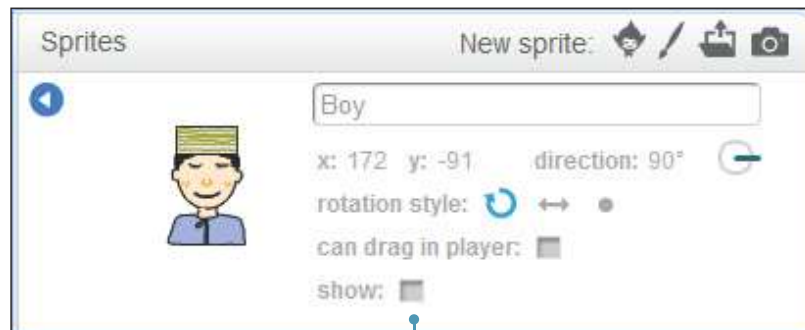 Sprites New sprite:
Boy
x: 172 y: -91 direction: 90°
rotation style:
can drag in player:
show: